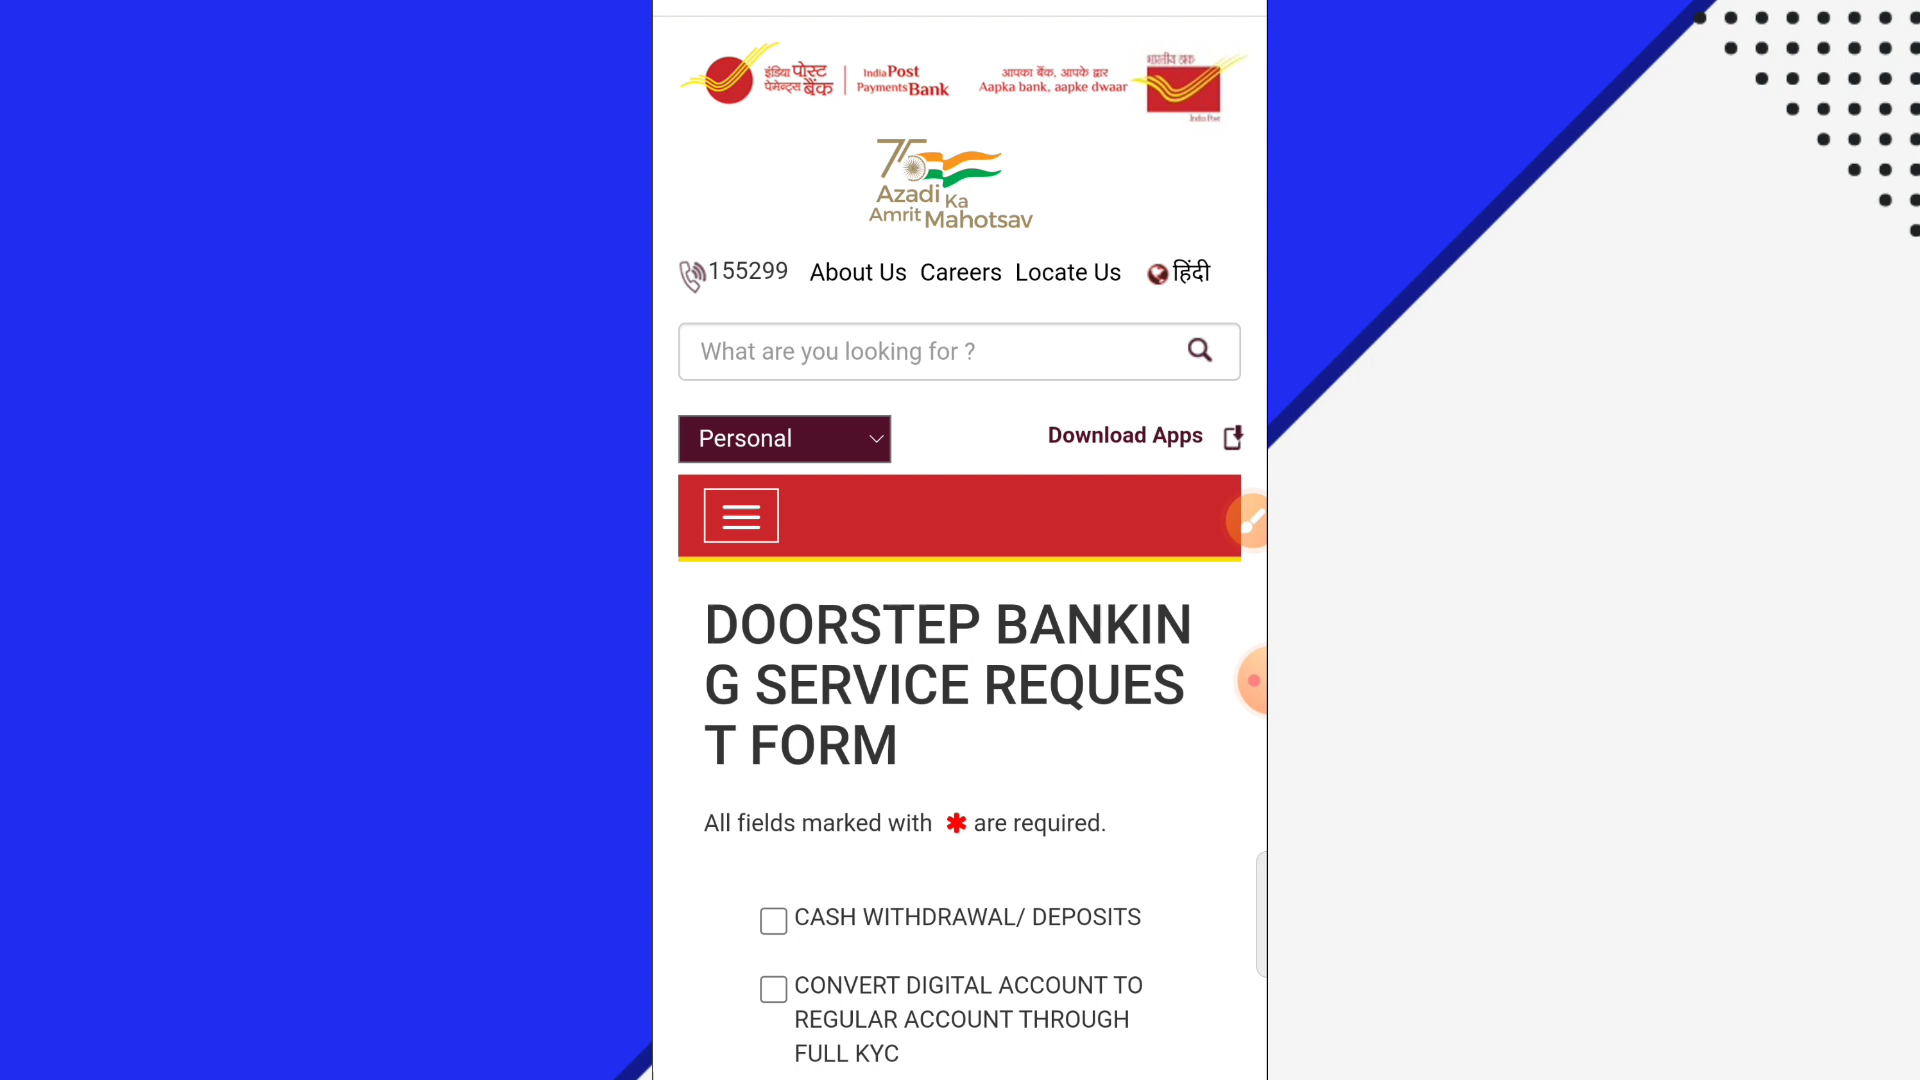 इंडिया पोस्ट
पेमेन्ट्स बैंक
India Post
Payments Bank
आपका बैंक, आपके द्वार
Aapka bank, aapke dwaar
भारतीय डाक
India Post
75
Azadi Ka
Amrit Mahotsav
155299 About Us Careers Locate Us हिंदी
What are you looking for ?
Personal
Download Apps
DOORSTEP BANKIN
G SERVICE REQUES
T FORM
All fields marked with * are required.
CASH WITHDRAWAL/ DEPOSITS
CONVERT DIGITAL ACCOUNT TO
REGULAR ACCOUNT THROUGH
FULL KYC